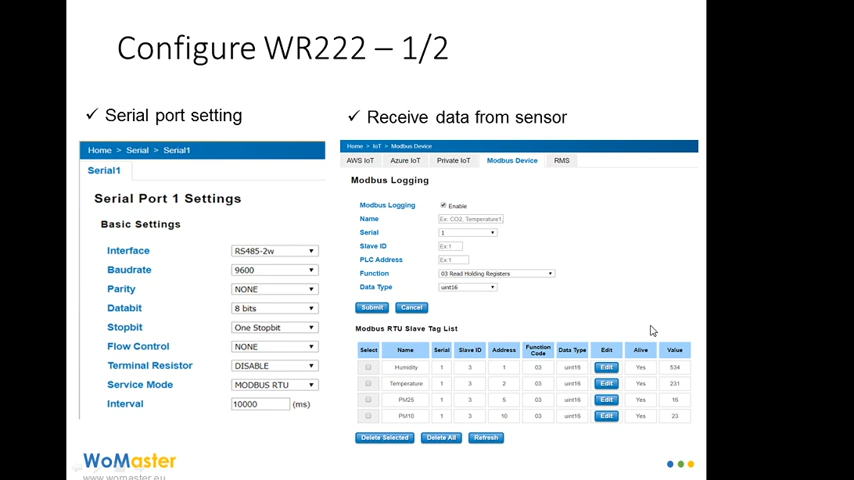 Configure WR222 – 1/2
✓ Serial port setting
Home > Serial > Serial1
Serial1
Serial Port 1 Settings
Basic Settings
Interface RS485-2w
Baudrate 9600
Parity NONE
Databit 8 bits
Stopbit One Stopbit
Flow Control NONE
Terminal Resistor DISABLE
Service Mode MODBUS RTU
Interval 10000 (ms)
✓ Receive data from sensor
Home > IoT > Modbus Device
AWS IoT Azure IoT Private IoT Modbus Device RMS
Modbus Logging
Modbus Logging Enable
Name Ex: CO2, Temperature1
Serial 1
Slave ID Ex:1
PLC Address Ex:1
Function 03 Read Holding Registers
Data Type uint16
Submit Cancel
Modbus RTU Slave Tag List
Select Name Serial Slave ID Address Function Code Data Type Edit Alive Value
Humidity 1 3 1 03 uint16 Edit Yes 534
Temperature 1 3 2 03 uint16 Edit Yes 231
PM25 1 3 5 03 uint16 Edit Yes 16
PM10 1 3 10 03 uint16 Edit Yes 23
Delete Selected Delete All Refresh
WoMaster
www.womaster.eu